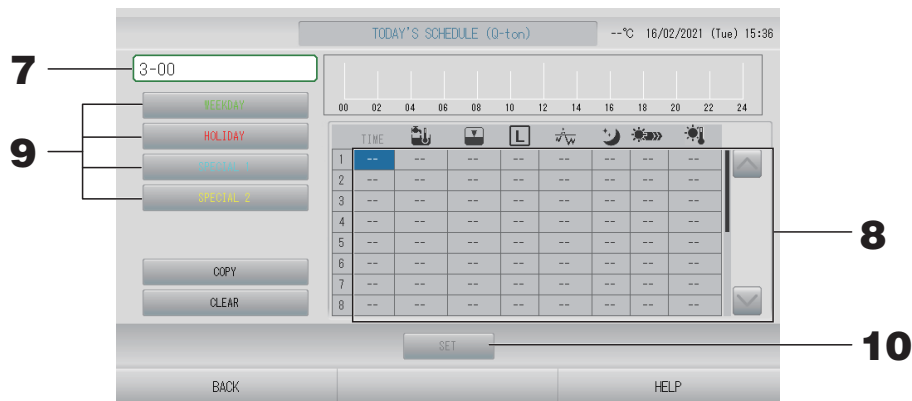 TODAY'S SCHEDULE (Q-ton) --°C 16/02/2021 (Tue) 15:36
7
3-00
00 02 04 06 08 10 12 14 16 18 20 22 24
9
WEEKDAY
HOLIDAY
SPECIAL 1
SPECIAL 2
COPY
CLEAR
TIME L
1 -- -- -- -- -- -- -- --
2 -- -- -- -- -- -- -- --
3 -- -- -- -- -- -- -- --
4 -- -- -- -- -- -- -- --
5 -- -- -- -- -- -- -- --
6 -- -- -- -- -- -- -- --
7 -- -- -- -- -- -- -- --
8 -- -- -- -- -- -- -- --
8
SET
10
BACK HELP